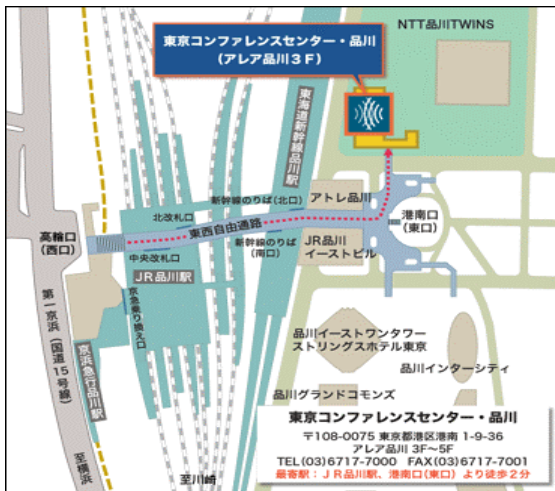 NTT品川TWINS
東京コンファレンスセンター・品川
(アレア品川3F)
東海道新幹線品川駅
新幹線のりば(北口)
アトレ品川
北改札口
東西自由通路
港南口
(東口)
高輪口
(西口)
中央改札口
新幹線のりば
(南口)
JR品川
イーストビル
JR品川駅
京急乗り換え口
第一京浜(国道15号線)
京浜急行品川駅
品川イーストワンタワー
ストリングスホテル東京
品川インターシティ
品川グランドコモンズ
至横浜
至川崎
東京コンファレンスセンター・品川
〒108-0075 東京都港区港南 1-9-36
アレア品川 3F~5F
TEL(03)6717-7000 FAX(03)6717-7001
最寄駅:JR品川駅、港南口(東口)より徒歩2分